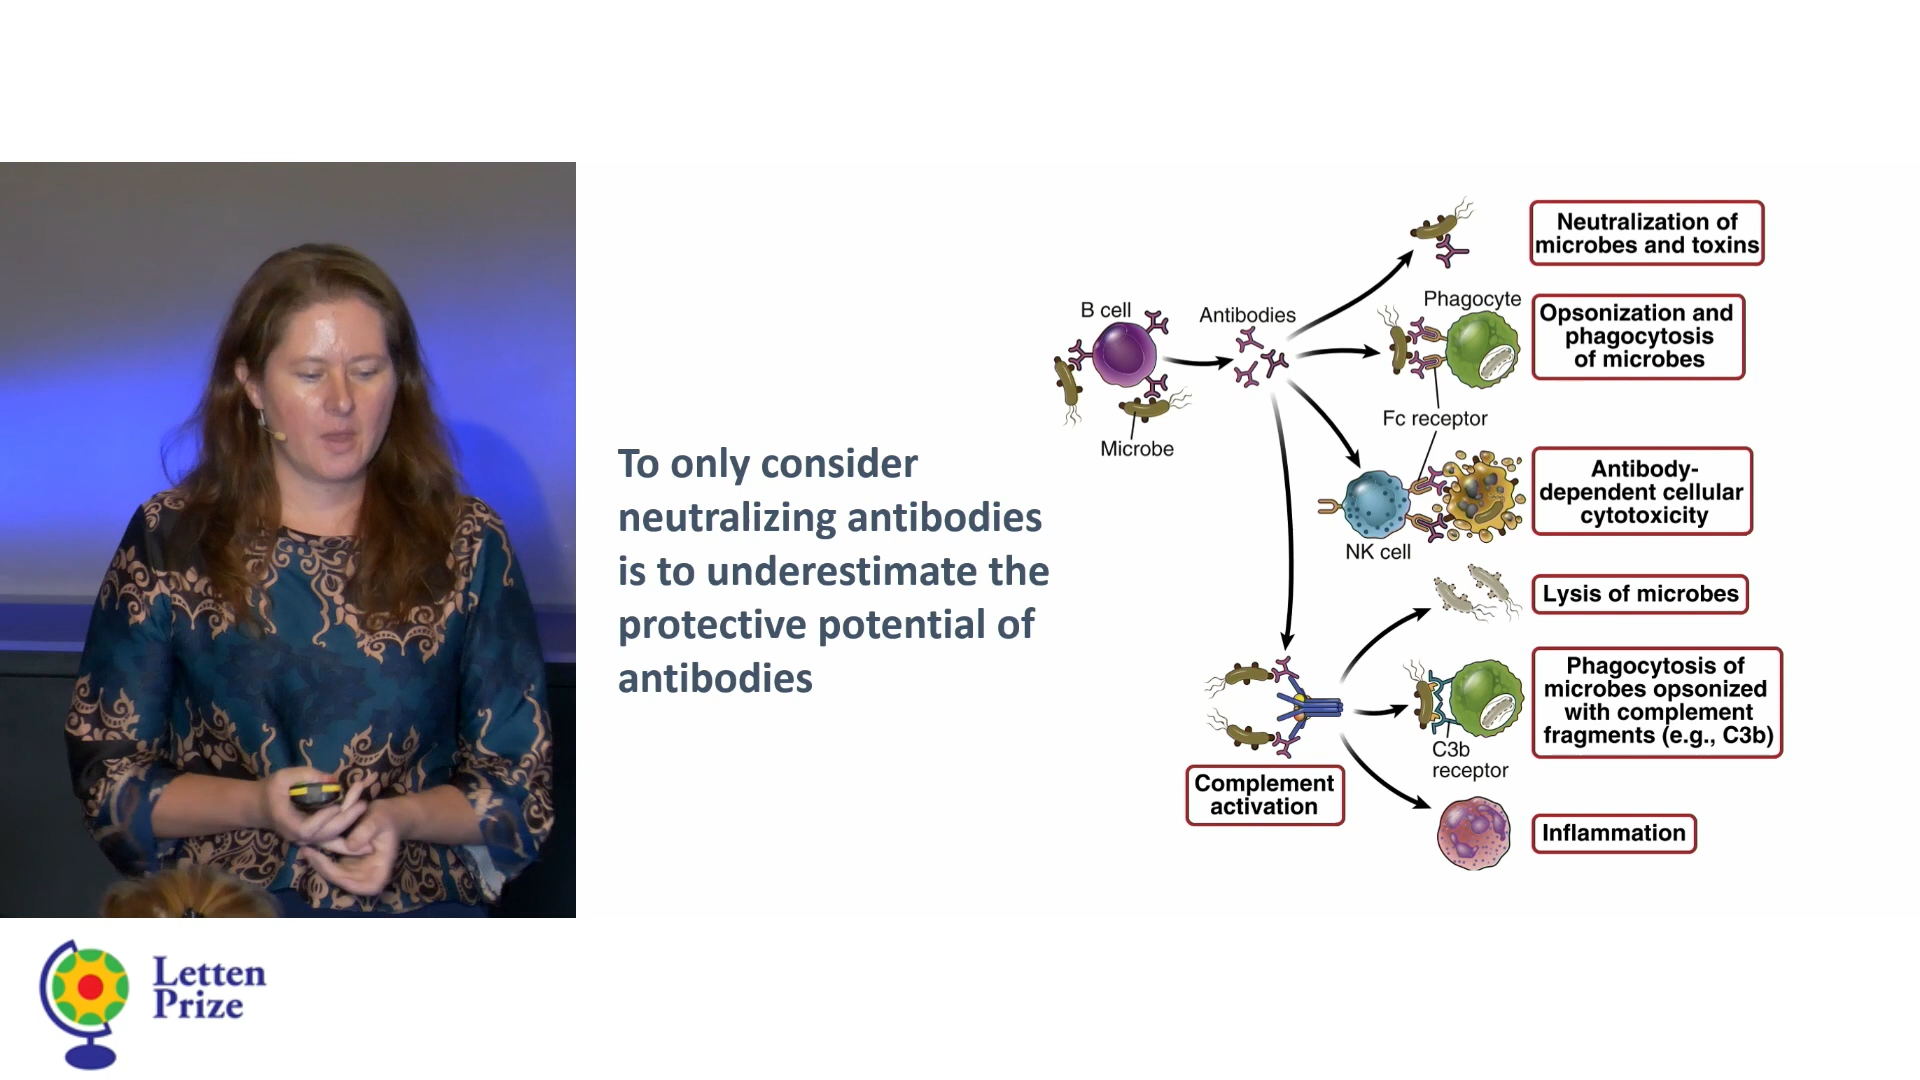 To only consider
neutralizing antibodies
is to underestimate the
protective potential of
antibodies
B cell
Microbe
Antibodies
Neutralization of
microbes and toxins
Phagocyte
Opsonization and
phagocytosis
of microbes
Fc receptor
NK cell
Antibody-
dependent cellular
cytotoxicity
Complement
activation
Lysis of microbes
C3b
receptor
Phagocytosis of
microbes opsonized
with complement
fragments (e.g., C3b)
Inflammation
Letten
Prize